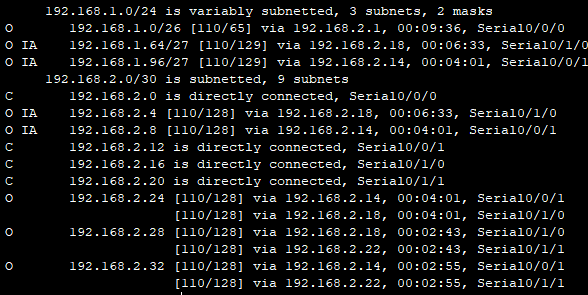 192.168.1.0/24 is variably subnetted, 3 subnets, 2 masks
O 192.168.1.0/26 [110/65] via 192.168.2.1, 00:09:36, Serial0/0/0
O IA 192.168.1.64/27 [110/129] via 192.168.2.18, 00:06:33, Serial0/1/0
O IA 192.168.1.96/27 [110/129] via 192.168.2.14, 00:04:01, Serial0/0/1
192.168.2.0/30 is subnetted, 9 subnets
C 192.168.2.0 is directly connected, Serial0/0/0
O IA 192.168.2.4 [110/128] via 192.168.2.18, 00:06:33, Serial0/1/0
O IA 192.168.2.8 [110/128] via 192.168.2.14, 00:04:01, Serial0/0/1
C 192.168.2.12 is directly connected, Serial0/0/1
C 192.168.2.16 is directly connected, Serial0/1/0
C 192.168.2.20 is directly connected, Serial0/1/1
O 192.168.2.24 [110/128] via 192.168.2.14, 00:04:01, Serial0/0/1
[110/128] via 192.168.2.18, 00:04:01, Serial0/1/0
O 192.168.2.28 [110/128] via 192.168.2.18, 00:02:43, Serial0/1/0
[110/128] via 192.168.2.22, 00:02:43, Serial0/1/1
O 192.168.2.32 [110/128] via 192.168.2.14, 00:02:55, Serial0/0/1
[110/128] via 192.168.2.22, 00:02:55, Serial0/1/1